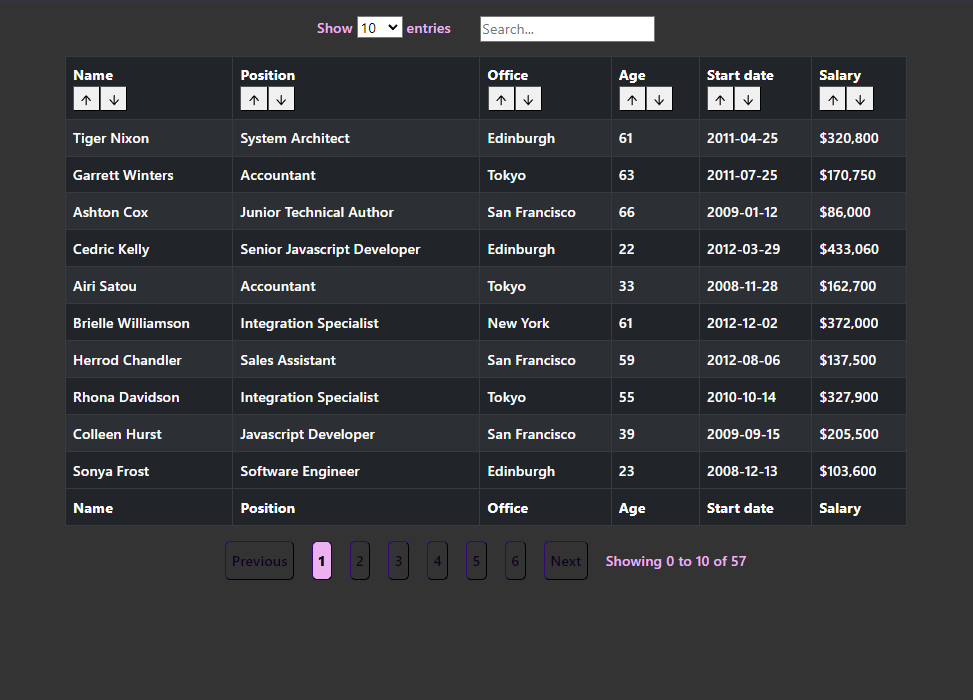 Show 10 entries Search...
Name Position Office Age Start date Salary
↑ ↓ ↑ ↓ ↑ ↓ ↑ ↓ ↑ ↓ ↑ ↓
Tiger Nixon System Architect Edinburgh 61 2011-04-25 $320,800
Garrett Winters Accountant Tokyo 63 2011-07-25 $170,750
Ashton Cox Junior Technical Author San Francisco 66 2009-01-12 $86,000
Cedric Kelly Senior Javascript Developer Edinburgh 22 2012-03-29 $433,060
Airi Satou Accountant Tokyo 33 2008-11-28 $162,700
Brielle Williamson Integration Specialist New York 61 2012-12-02 $372,000
Herrod Chandler Sales Assistant San Francisco 59 2012-08-06 $137,500
Rhona Davidson Integration Specialist Tokyo 55 2010-10-14 $327,900
Colleen Hurst Javascript Developer San Francisco 39 2009-09-15 $205,500
Sonya Frost Software Engineer Edinburgh 23 2008-12-13 $103,600
Name Position Office Age Start date Salary
Previous 1 2 3 4 5 6 Next Showing 0 to 10 of 57